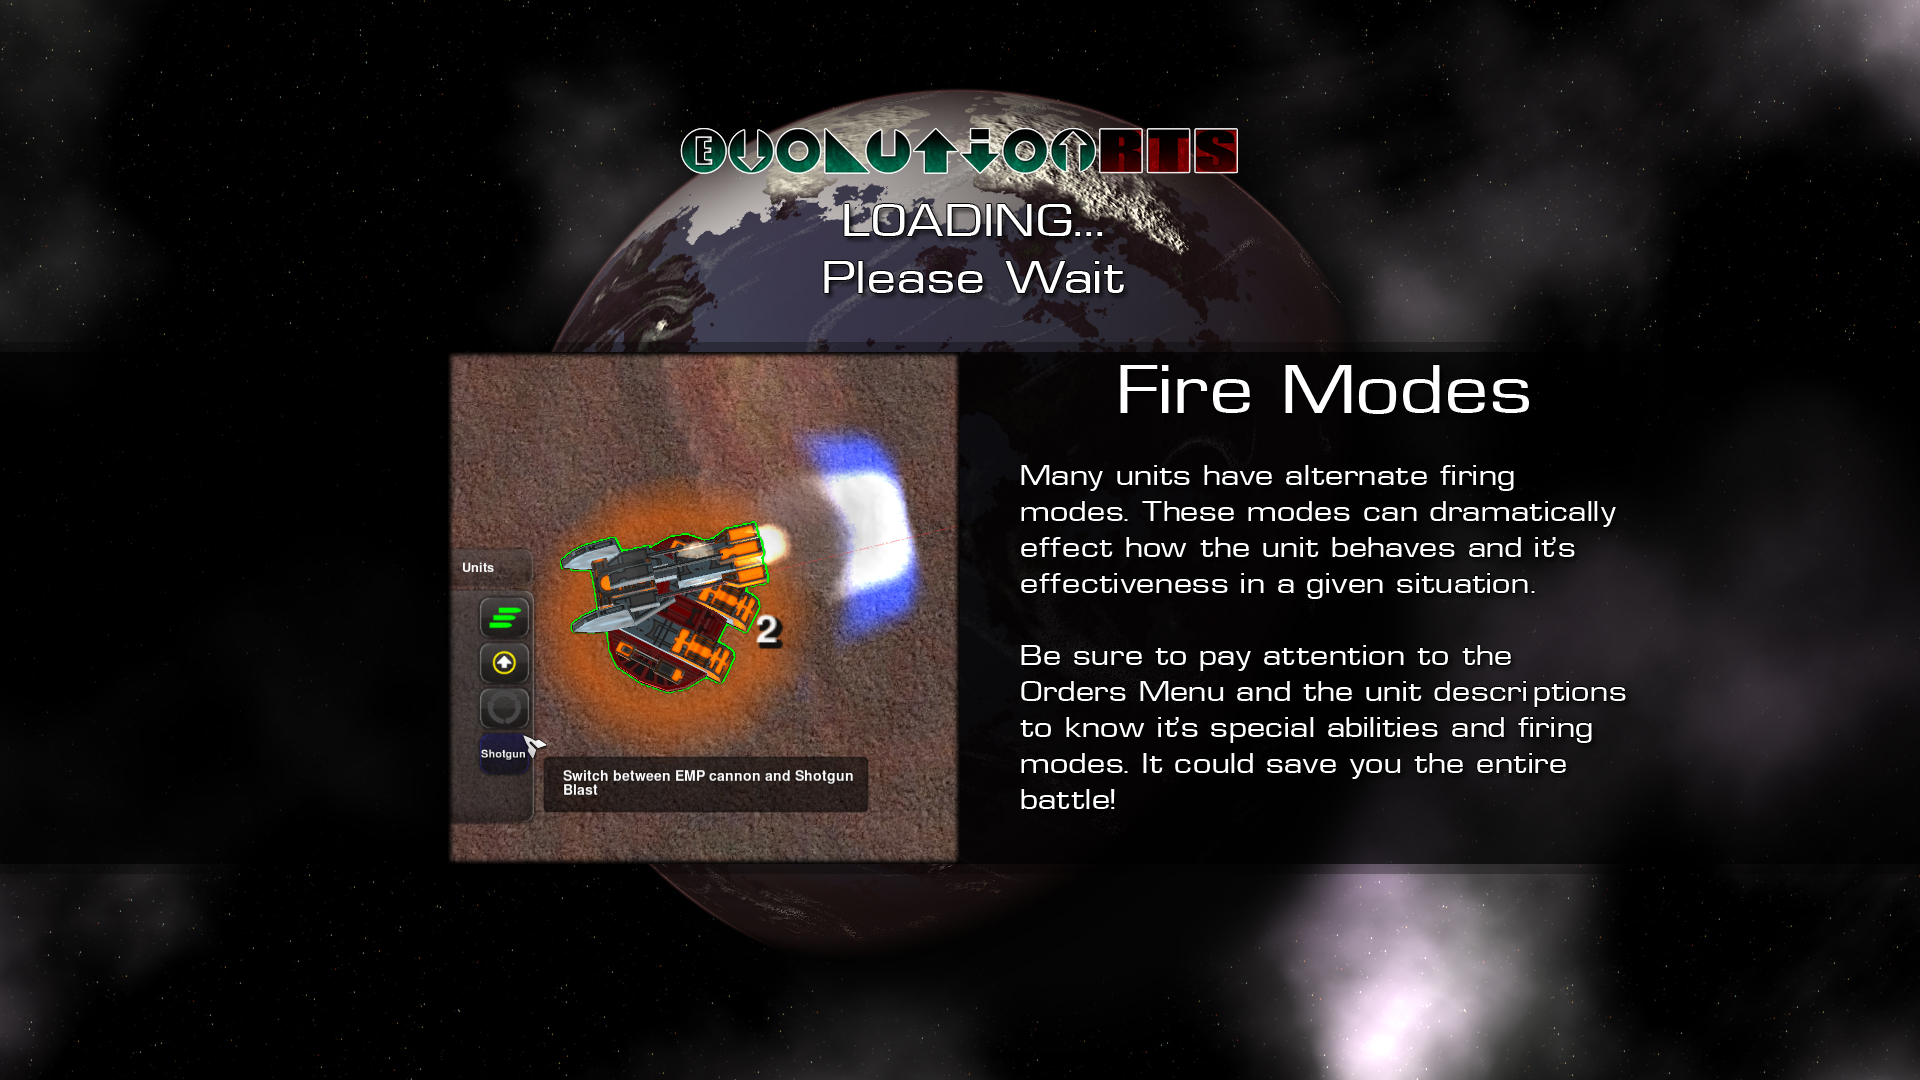 EVOLUTION RTS
LOADING...
Please Wait
Fire Modes
Many units have alternate firing
modes. These modes can dramatically
effect how the unit behaves and it's
effectiveness in a given situation.
Be sure to pay attention to the
Orders Menu and the unit descriptions
to know it's special abilities and firing
modes. It could save you the entire
battle!
Units
2
Shotgun
Switch between EMP cannon and Shotgun
Blast